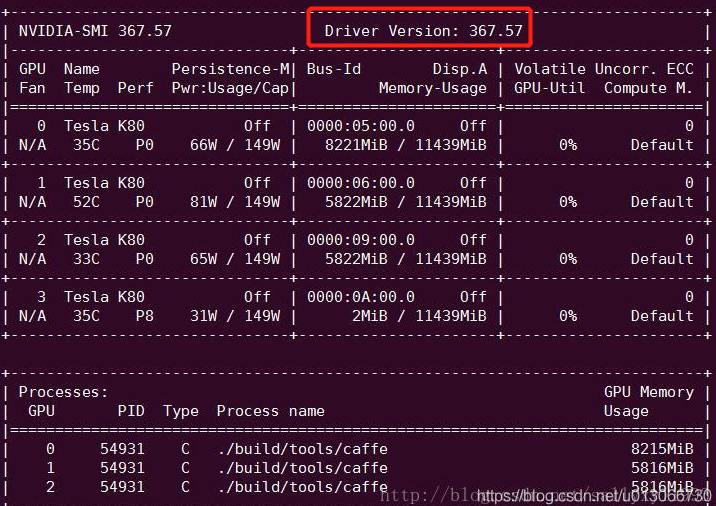 NVIDIA-SMI 367.57 Driver Version: 367.57
GPU Name Persistence-M| Bus-Id Disp.A | Volatile Uncorr. ECC
Fan Temp Perf Pwr:Usage/Cap| Memory-Usage | GPU-Util Compute M.
0 Tesla K80 Off | 0000:05:00.0 Off | 0
N/A 35C P0 66W / 149W | 8221MiB / 11439MiB | 0% Default
1 Tesla K80 Off | 0000:06:00.0 Off | 0
N/A 52C P0 81W / 149W | 5822MiB / 11439MiB | 0% Default
2 Tesla K80 Off | 0000:09:00.0 Off | 0
N/A 33C P0 65W / 149W | 5822MiB / 11439MiB | 0% Default
3 Tesla K80 Off | 0000:0A:00.0 Off | 0
N/A 35C P8 31W / 149W | 2MiB / 11439MiB | 0% Default
Processes: GPU Memory
GPU PID Type Process name Usage
0 54931 C ./build/tools/caffe 8215MiB
1 54931 C ./build/tools/caffe 5816MiB
2 54931 C ./build/tools/caffe 5816MiB
https://blog.csdn.net/u013066730